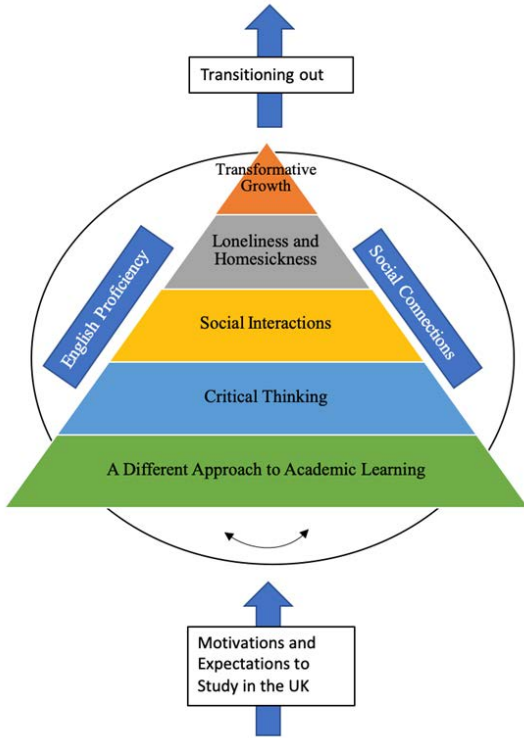 Transitioning out
Transformative
Growth
Loneliness and
Homesickness
English Proficiency
Social Connections
Social Interactions
Critical Thinking
A Different Approach to Academic Learning
Motivations and
Expectations to
Study in the UK